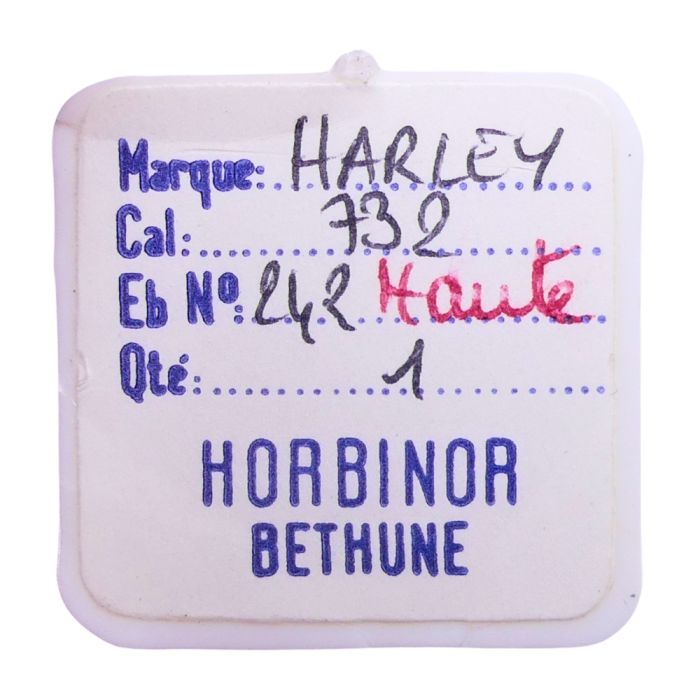 Marque: HARLEY
Cal: 732
Eb Nº: 242 Haute
Qté: 1
HORBINOR
BETHUNE